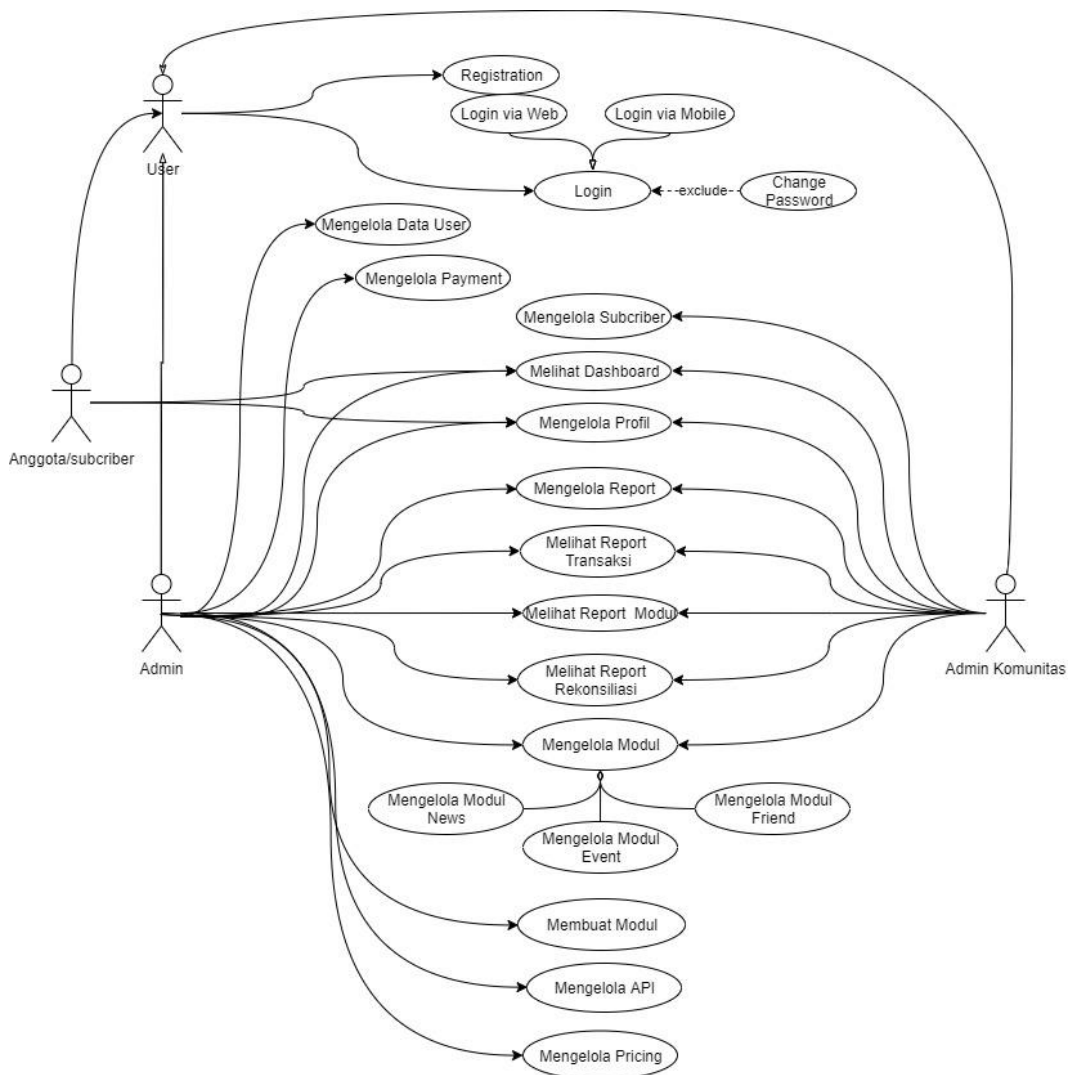 Registration
Login via Web
Login via Mobile
User
Login
exclude
Change
Password
Mengelola Data User
Mengelola Payment
Mengelola Subcriber
Melihat Dashboard
Mengelola Profil
Anggota/subcriber
Mengelola Report
Melihat Report
Transaksi
Melihat Report Modul
Admin
Admin Komunitas
Melihat Report
Rekonsiliasi
Mengelola Modul
Mengelola Modul
News
Mengelola Modul
Friend
Mengelola Modul
Event
Membuat Modul
Mengelola API
Mengelola Pricing